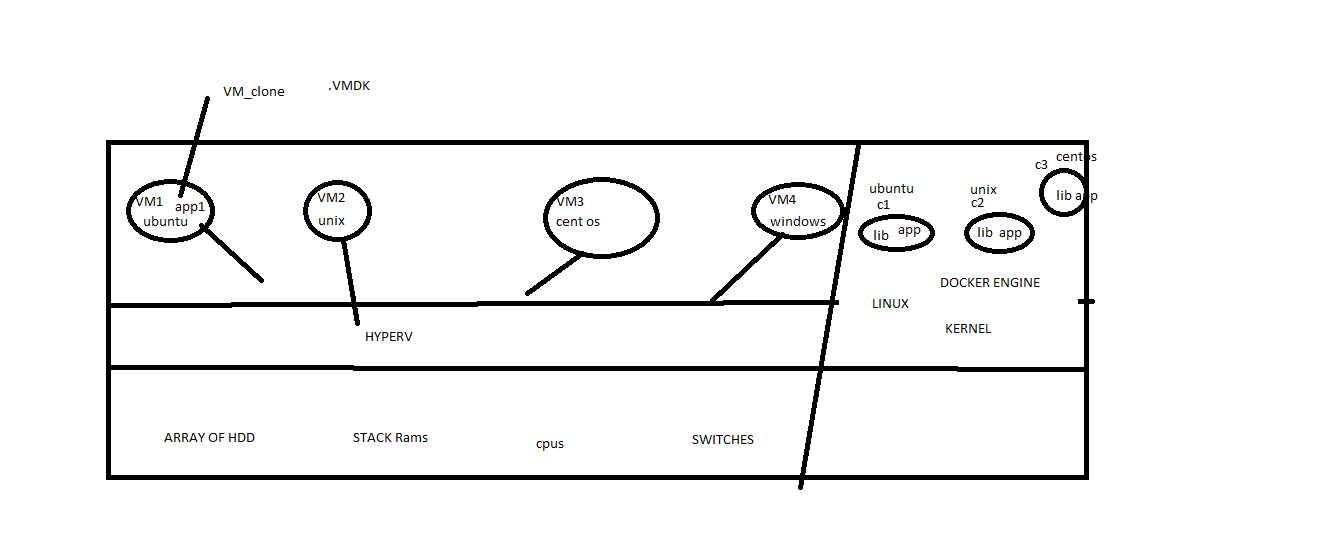 VM_clone .VMDK
VM1 app1
ubuntu
VM2
unix
VM3
cent os
VM4
windows
ubuntu
c1
lib app
unix
c2
lib app
c3 centos
lib app
DOCKER ENGINE
LINUX
KERNEL
HYPERV
ARRAY OF HDD STACK Rams cpus SWITCHES